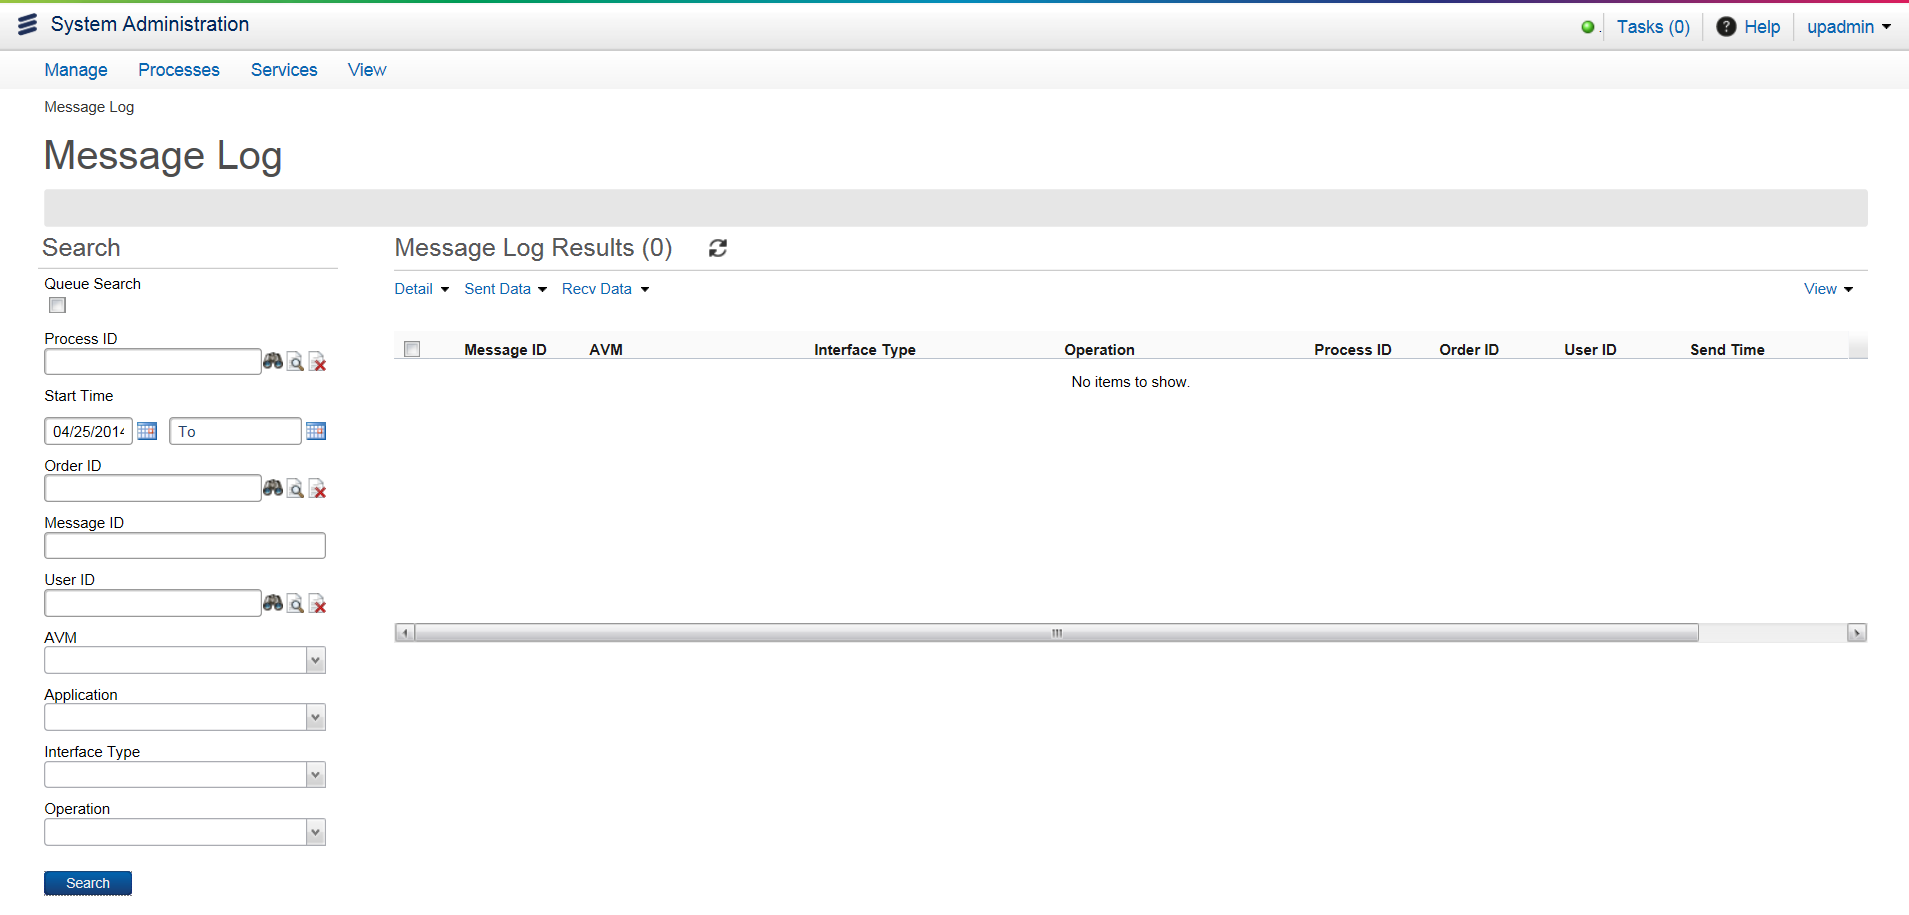 System Administration
. Tasks (0) ? Help upadmin
Manage Processes Services View
Message Log
Message Log
Search
Message Log Results (0)
Queue Search
Detail Sent Data Recv Data View
Process ID
Message ID AVM Interface Type Operation Process ID Order ID User ID Send Time
No items to show.
Start Time
04/25/2014 To
Order ID
Message ID
User ID
AVM
Application
Interface Type
Operation
Search